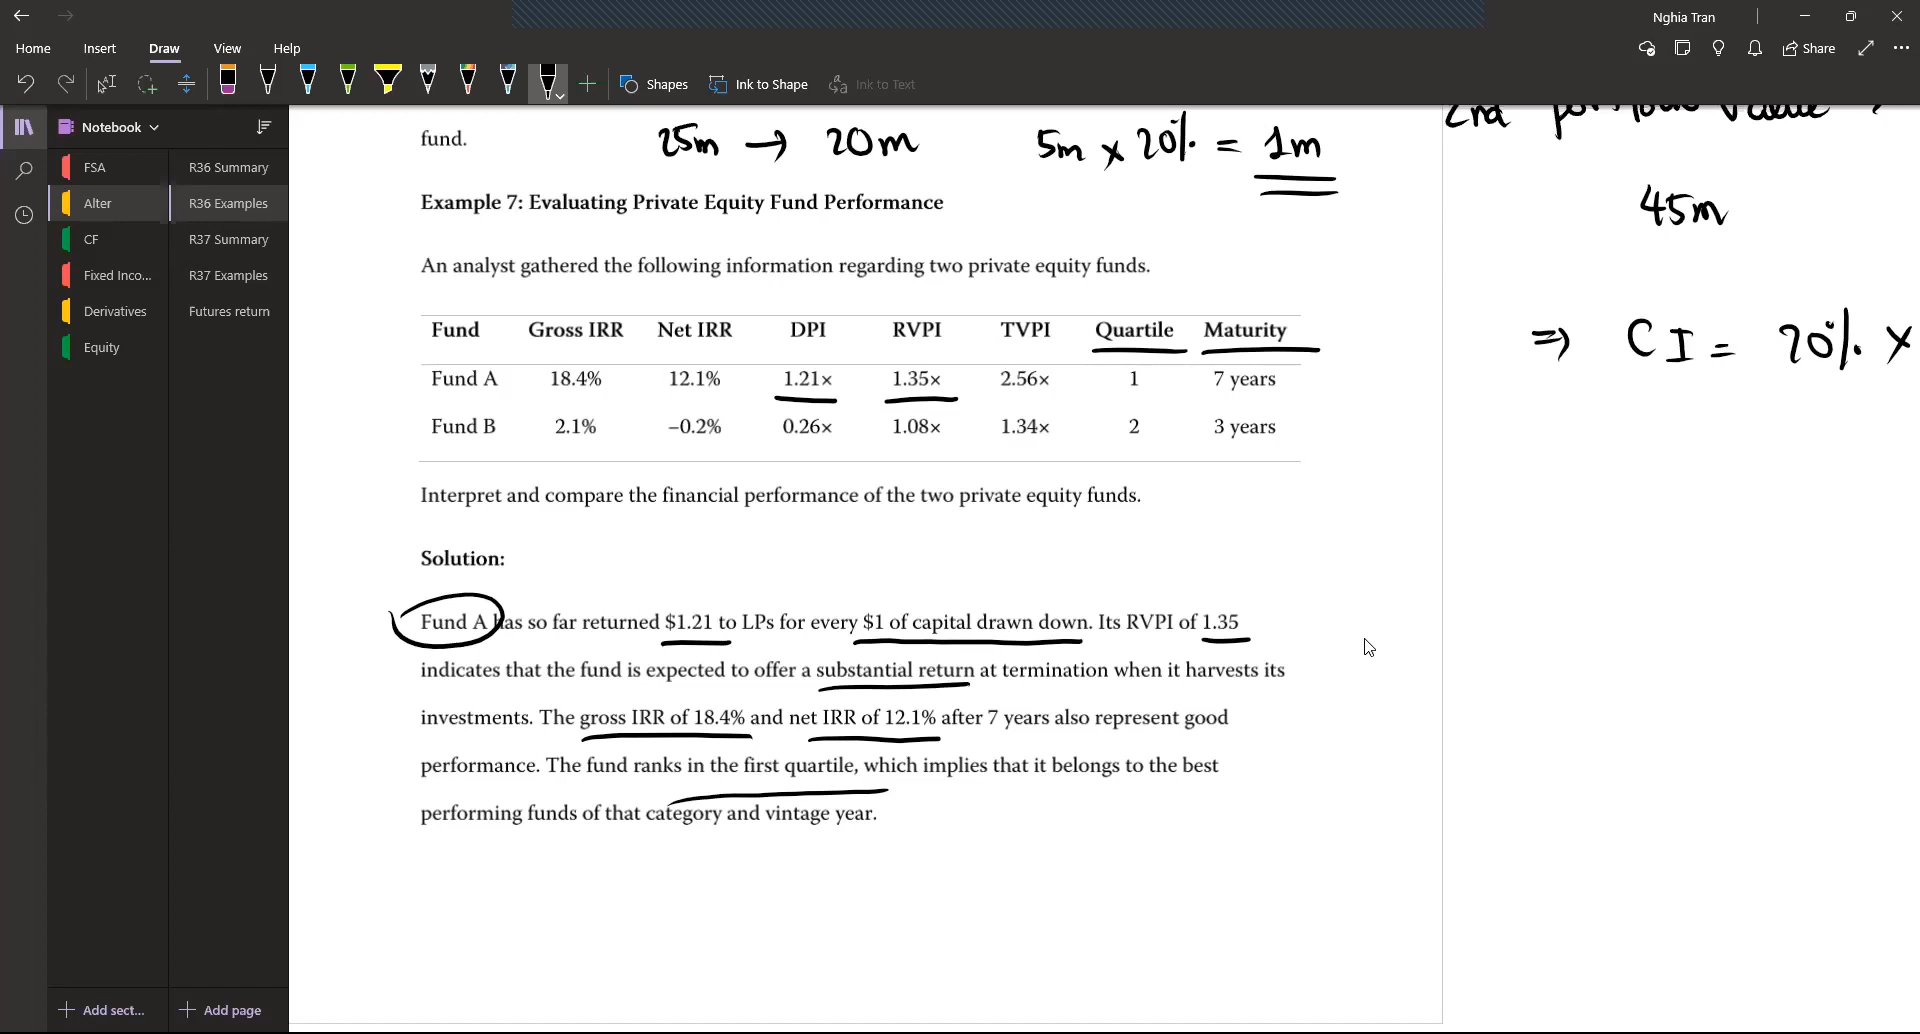 Nghia Tran
Home Insert Draw View Help
Share
Shapes Ink to Shape Ink to Text
Notebook
FSA
Alter
CF
Fixed Inco...
Derivatives
Equity
R36 Summary
R36 Examples
R37 Summary
R37 Examples
Futures return
Add sect...
Add page
fund.
25m → 20m 5m × 20% = 1m
Example 7: Evaluating Private Equity Fund Performance
An analyst gathered the following information regarding two private equity funds.
Fund Gross IRR Net IRR DPI RVPI TVPI Quartile Maturity
Fund A 18.4% 12.1% 1.21× 1.35× 2.56× 1 7 years
Fund B 2.1% −0.2% 0.26× 1.08× 1.34× 2 3 years
Interpret and compare the financial performance of the two private equity funds.
Solution:
Fund A has so far returned $1.21 to LPs for every $1 of capital drawn down. Its RVPI of 1.35
indicates that the fund is expected to offer a substantial return at termination when it harvests its
investments. The gross IRR of 18.4% and net IRR of 12.1% after 7 years also represent good
performance. The fund ranks in the first quartile, which implies that it belongs to the best
performing funds of that category and vintage year.
2nd value
45m
⇒ CI = 20% ×